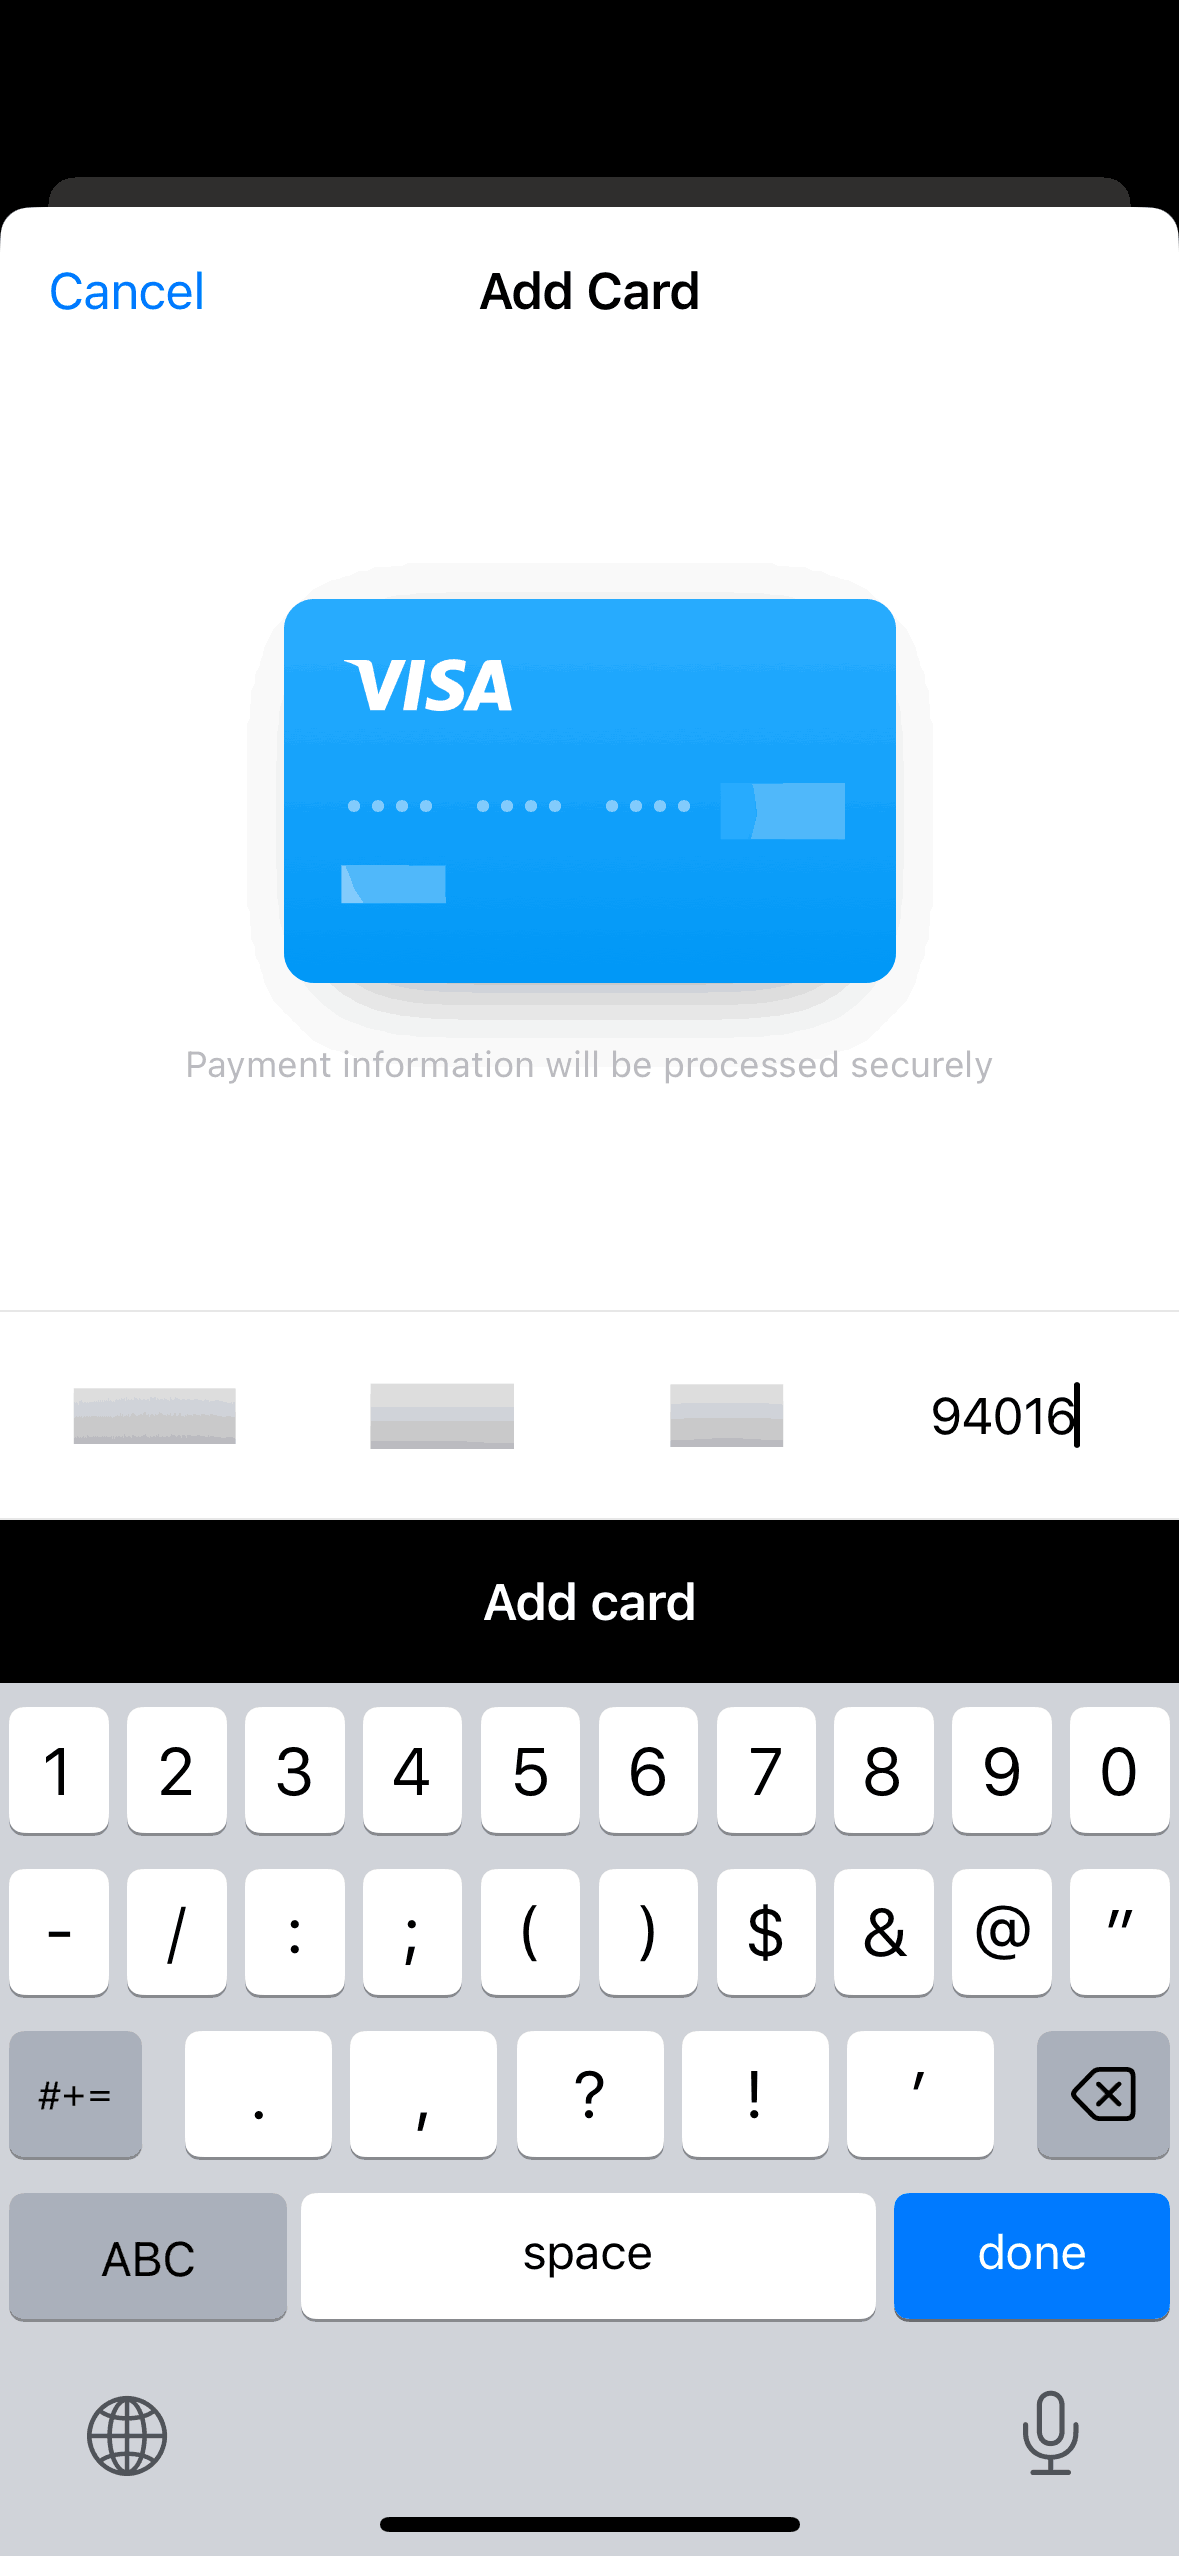 Cancel Add Card
VISA
•••• •••• ••••
Payment information will be processed securely
94016
Add card
1 2 3 4 5 6 7 8 9 0
- / : ; ( ) $ & @ "
#+= . , ? ! '
ABC space done